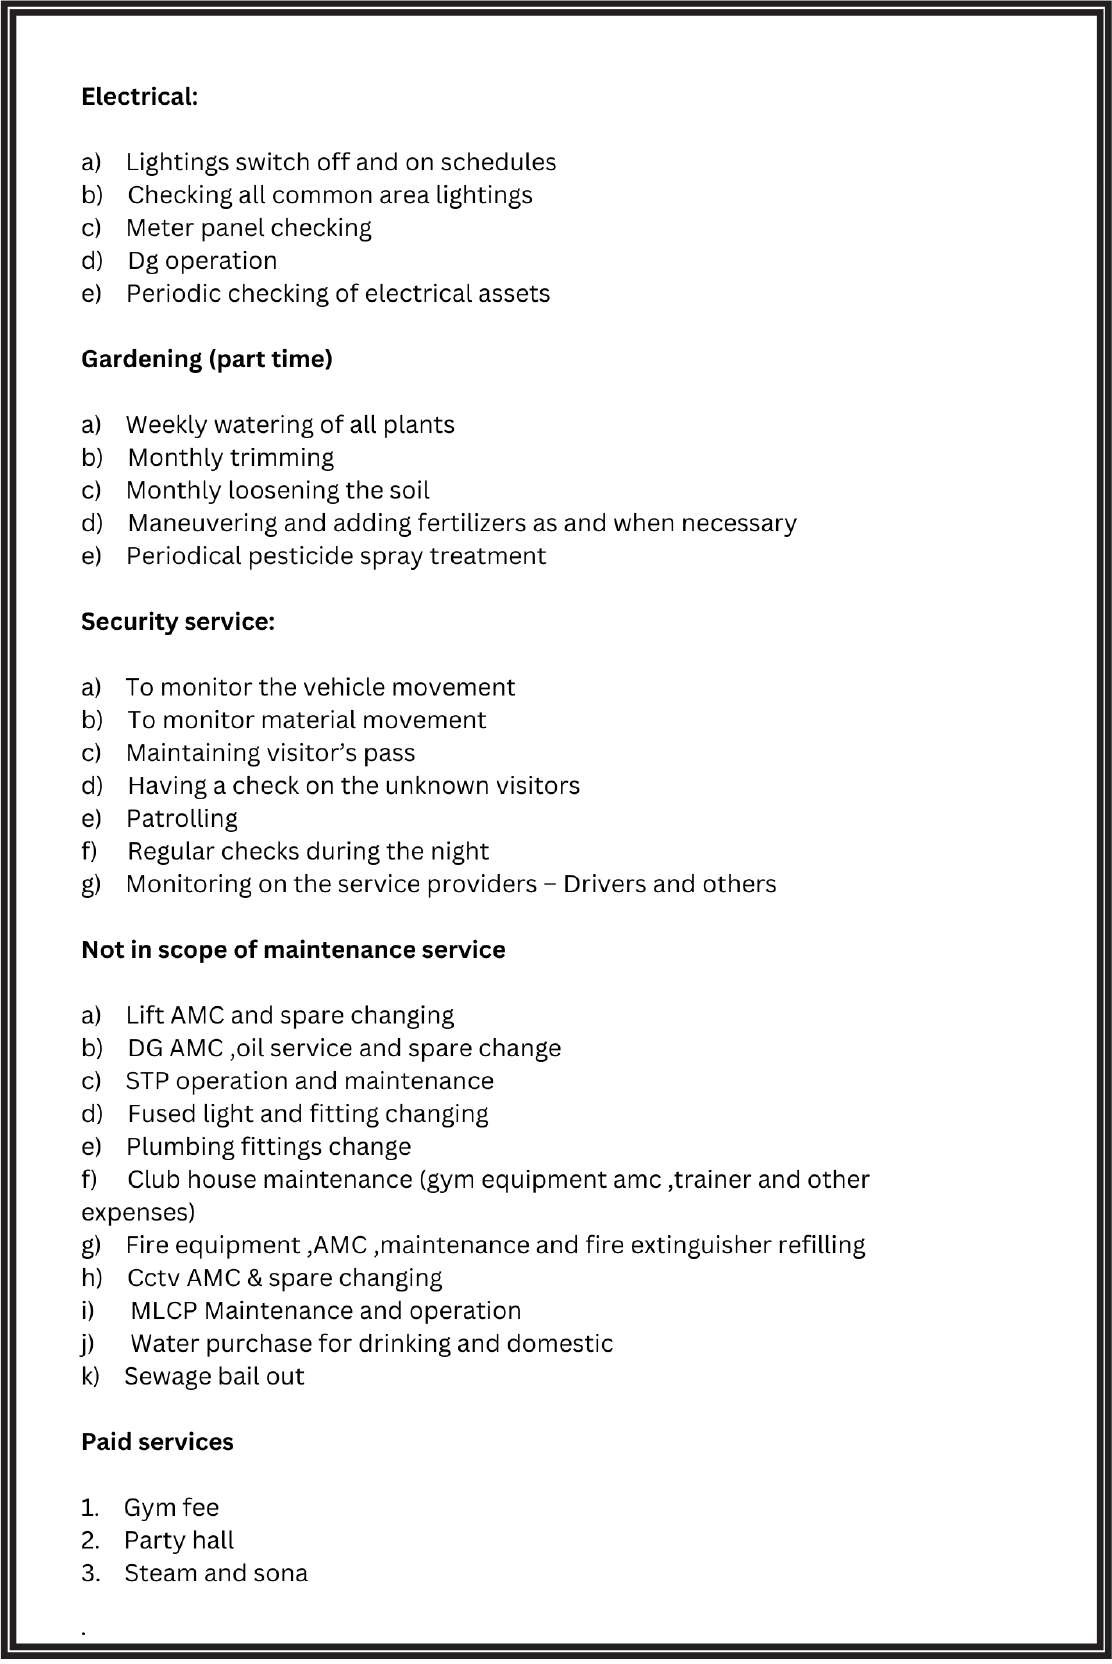 Electrical:
a) Lightings switch off and on schedules
b) Checking all common area lightings
c) Meter panel checking
d) Dg operation
e) Periodic checking of electrical assets
Gardening (part time)
a) Weekly watering of all plants
b) Monthly trimming
c) Monthly loosening the soil
d) Maneuvering and adding fertilizers as and when necessary
e) Periodical pesticide spray treatment
Security service:
a) To monitor the vehicle movement
b) To monitor material movement
c) Maintaining visitor’s pass
d) Having a check on the unknown visitors
e) Patrolling
f) Regular checks during the night
g) Monitoring on the service providers – Drivers and others
Not in scope of maintenance service
a) Lift AMC and spare changing
b) DG AMC ,oil service and spare change
c) STP operation and maintenance
d) Fused light and fitting changing
e) Plumbing fittings change
f) Club house maintenance (gym equipment amc ,trainer and other
expenses)
g) Fire equipment ,AMC ,maintenance and fire extinguisher refilling
h) Cctv AMC & spare changing
i) MLCP Maintenance and operation
j) Water purchase for drinking and domestic
k) Sewage bail out
Paid services
1. Gym fee
2. Party hall
3. Steam and sona
.